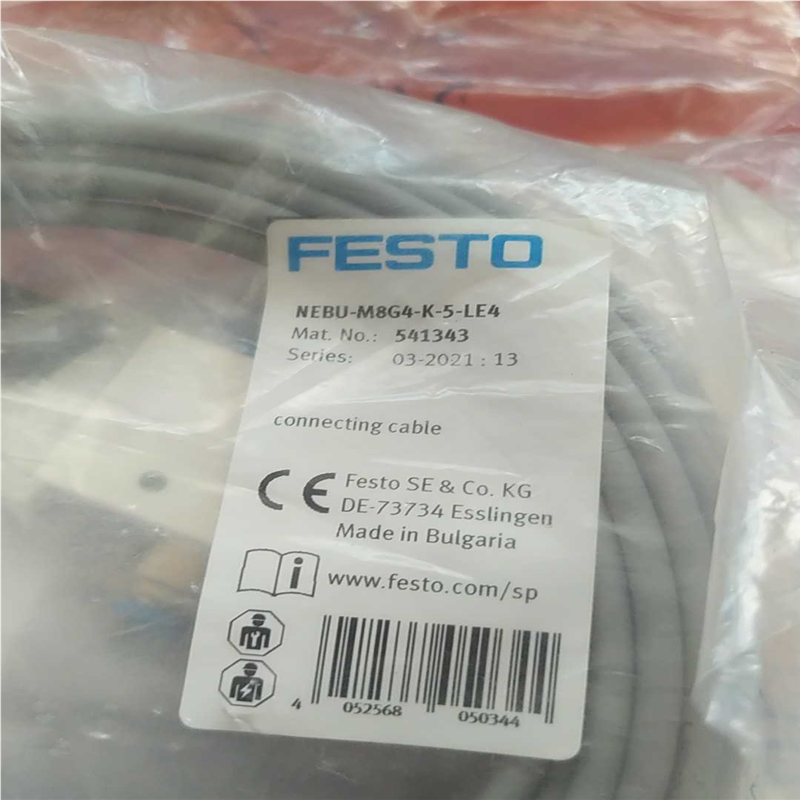 FESTO
NEBU-M8G4-K-5-LE4
Mat. No.: 541343
Series: 03-2021 : 13
connecting cable
CE Festo SE & Co. KG
DE-73734 Esslingen
Made in Bulgaria
i www.festo.com/sp
4 052568 050344